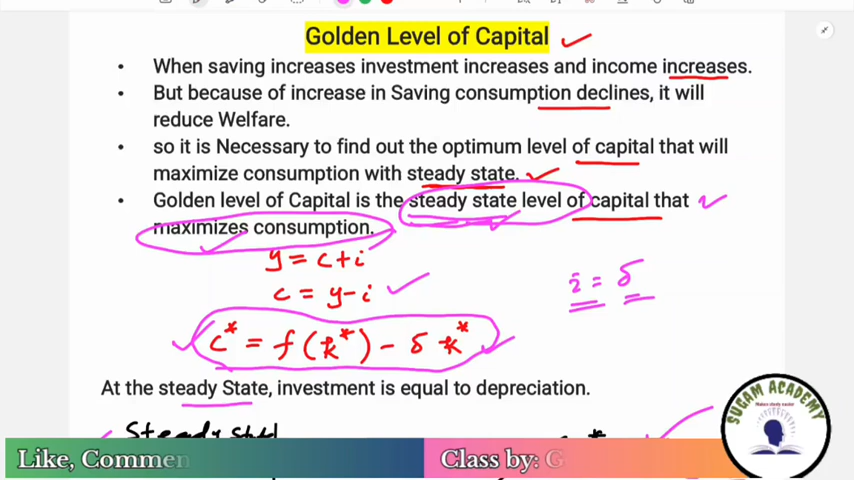 Golden Level of Capital
When saving increases investment increases and income increases.
But because of increase in Saving consumption declines, it will
reduce Welfare.
so it is Necessary to find out the optimum level of capital that will
maximize consumption with steady state.
Golden level of Capital is the steady state level of capital that
maximizes consumption.
y = c + i
c = y - i
i = δ
c* = f(k*) - δ k*
At the steady State, investment is equal to depreciation.
SUGAM ACADEMY
Like, Commen
Class by: G